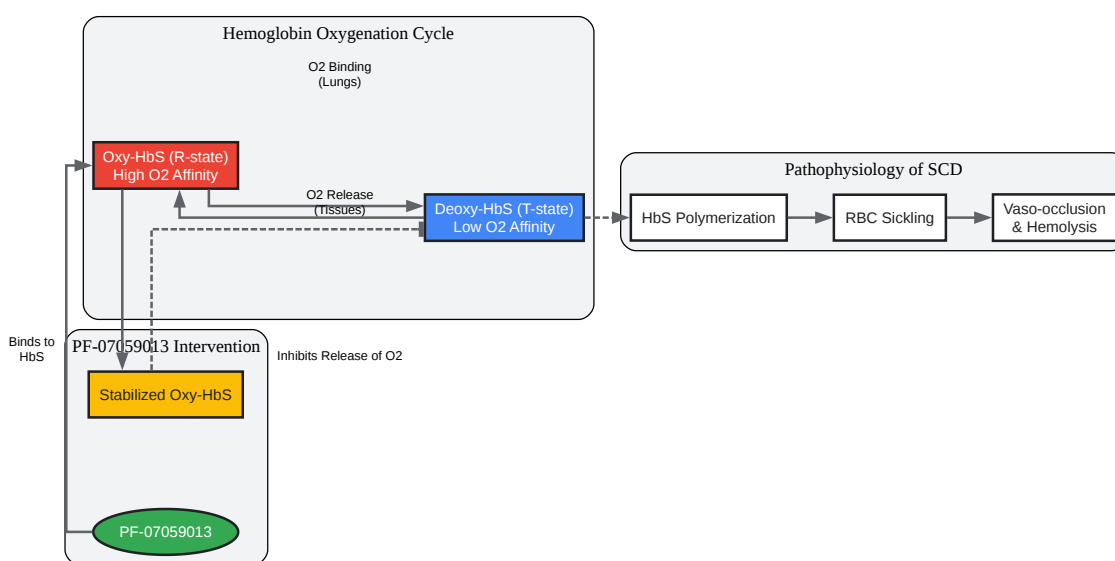 Hemoglobin Oxygenation Cycle
O2 Binding
(Lungs)
Oxy-HbS (R-state)
High O2 Affinity
O2 Release
(Tissues)
Deoxy-HbS (T-state)
Low O2 Affinity
Pathophysiology of SCD
HbS Polymerization
RBC Sickling
Vaso-occlusion
& Hemolysis
Binds to
HbS
PF-07059013 Intervention
Inhibits Release of O2
Stabilized Oxy-HbS
PF-07059013